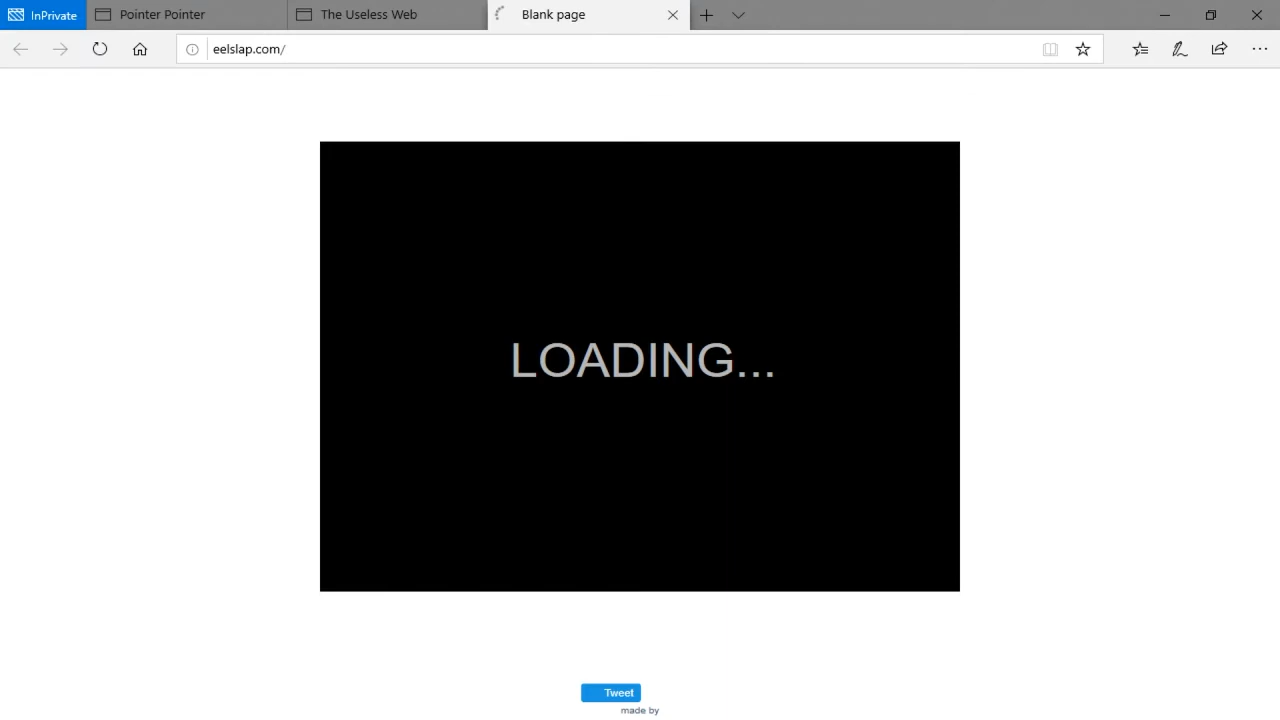 InPrivate
Pointer Pointer
The Useless Web
Blank page
eelslap.com/
LOADING...
Tweet
made by